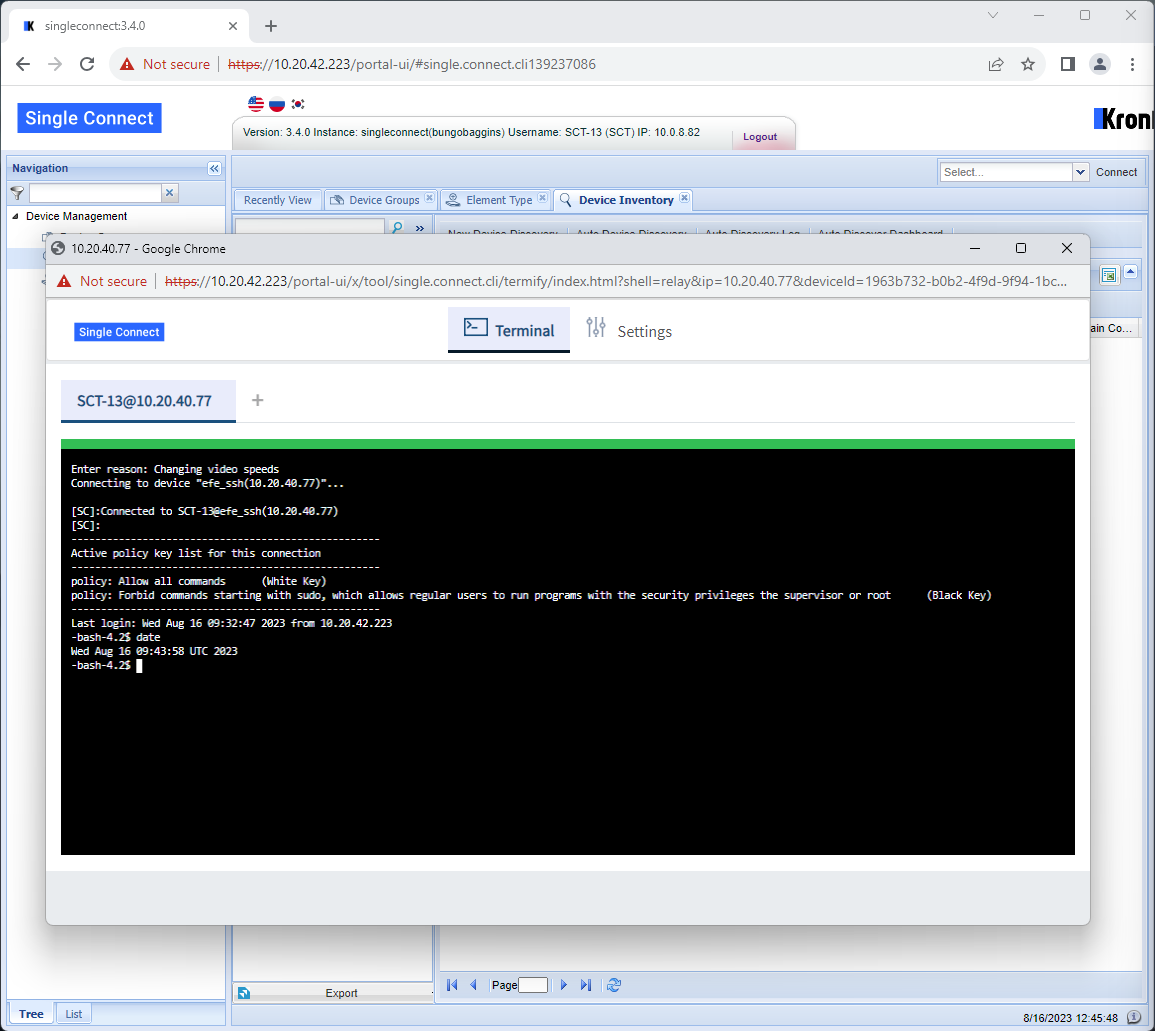 singleconnect:3.4.0
Not secure https://10.20.42.223/portal-ui/#single.connect.cli139237086
Single Connect
Version: 3.4.0 Instance: singleconnect(bungobaggins) Username: SCT-13 (SCT) IP: 10.0.8.82
Logout
Kron
Navigation
Select...
Connect
Recently View
Device Groups
Element Type
Device Inventory
Device Management
New Device Discovery
Auto Device Discovery
Auto Discovery Log
Auto Discover Dashboard
10.20.40.77 - Google Chrome
Not secure https://10.20.42.223/portal-ui/x/tool/single.connect.cli/termify/index.html?shell=relay&ip=10.20.40.77&deviceId=1963b732-b0b2-4f9d-9f94-1bc...
Single Connect
Terminal
Settings
ain Co...
SCT-13@10.20.40.77 +
Enter reason: Changing video speeds
Connecting to device "efe_ssh(10.20.40.77)"...
[SC]:Connected to SCT-13@efe_ssh(10.20.40.77)
[SC]:
----------------------------------------------------
Active policy key list for this connection
----------------------------------------------------
policy: Allow all commands (White Key)
policy: Forbid commands starting with sudo, which allows regular users to run programs with the security privileges the supervisor or root (Black Key)
----------------------------------------------------
Last login: Wed Aug 16 09:32:47 2023 from 10.20.42.223
-bash-4.2$ date
Wed Aug 16 09:43:58 UTC 2023
-bash-4.2$
Page
Export
Tree
List
8/16/2023 12:45:48